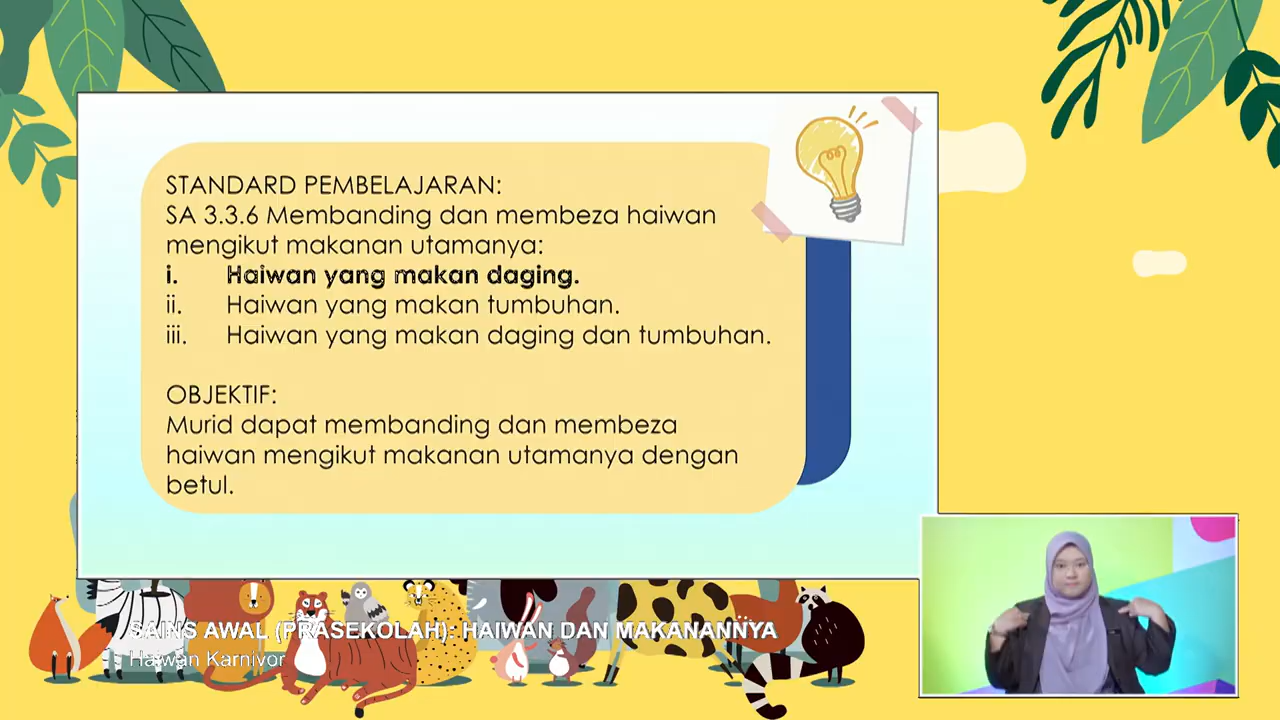 STANDARD PEMBELAJARAN:
SA 3.3.6 Membanding dan membeza haiwan
mengikut makanan utamanya:
i. Haiwan yang makan daging.
ii. Haiwan yang makan tumbuhan.
iii. Haiwan yang makan daging dan tumbuhan.
OBJEKTIF:
Murid dapat membanding dan membeza
haiwan mengikut makanan utamanya dengan
betul.
SAINS AWAL (PRASEKOLAH): HAIWAN DAN MAKANANNYA
Haiwan Karnivor